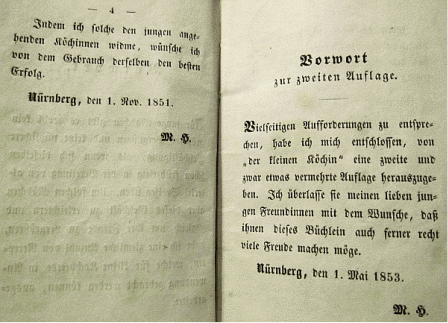 — 4 —
Indem ich solche den jungen ange-
henden Köchinnen widme, wünsche ich
von dem Gebrauch derselben den besten
Erfolg.
Nürnberg, den 1. Nov. 1851.
M. H.
Vorwort
zur zweiten Auflage.
Vielseitigen Aufforderungen zu entspre-
chen, habe ich mich entschlossen, von
„der kleinen Köchin“ eine zweite und
zwar etwas vermehrte Auflage herauszuge-
ben. Ich überlasse sie meinen lieben jun-
gen Freundinnen mit dem Wunsche, daß
ihnen dieses Büchlein auch ferner recht
viele Freude machen möge.
Nürnberg, den 1. Mai 1853.
M. H.